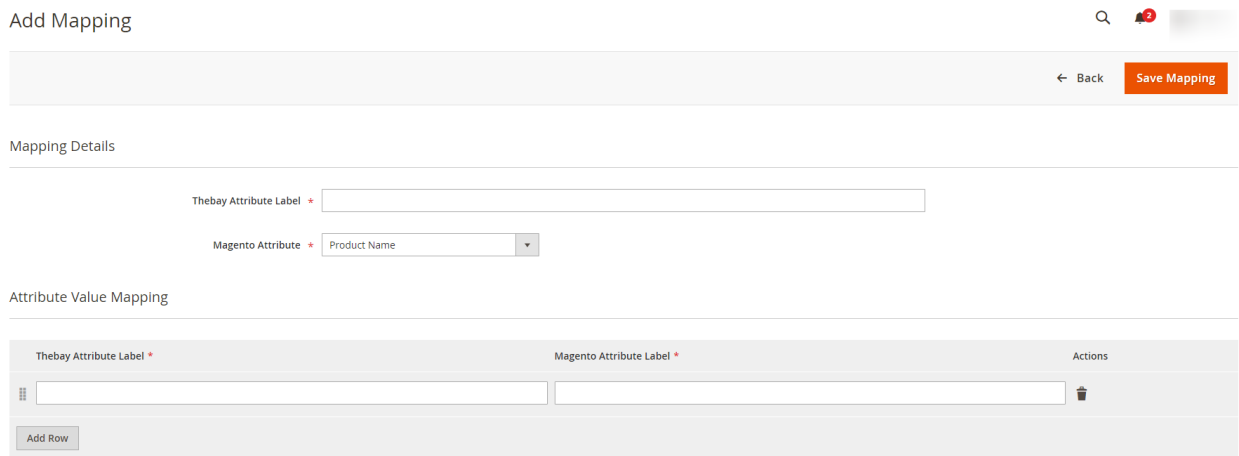 Add Mapping
2
← Back Save Mapping
Mapping Details
Thebay Attribute Label *
Magento Attribute * Product Name
Attribute Value Mapping
Thebay Attribute Label * Magento Attribute Label * Actions
Add Row